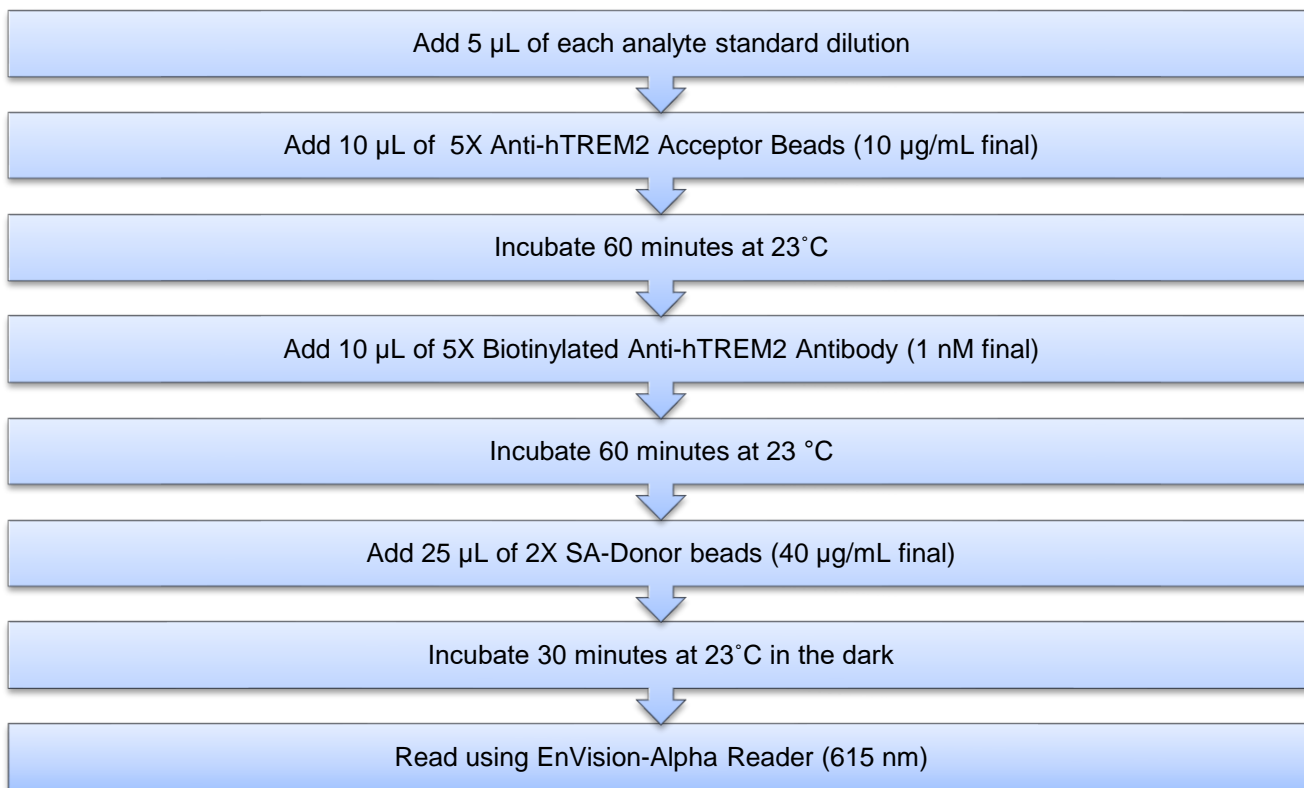 Add 5 µL of each analyte standard dilution
Add 10 µL of  5X Anti-hTREM2 Acceptor Beads (10 µg/mL final)
Incubate 60 minutes at 23˚C
Add 10 µL of 5X Biotinylated Anti-hTREM2 Antibody (1 nM final)
Incubate 60 minutes at 23 °C
Add 25 µL of 2X SA-Donor beads (40 µg/mL final)
Incubate 30 minutes at 23˚C in the dark
Read using EnVision-Alpha Reader (615 nm)